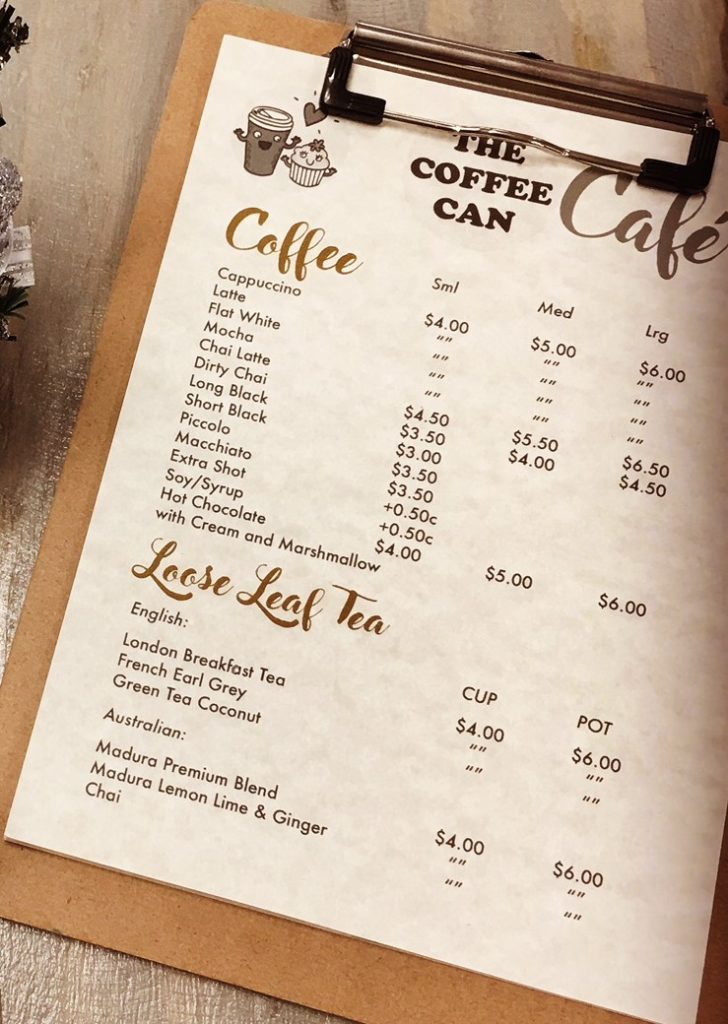 THE
COFFEE
CAN
Café
Coffee
Sml Med Lrg
Cappuccino $4.00 $5.00 $6.00
Latte "" "" ""
Flat White "" "" ""
Mocha "" "" ""
Chai Latte "" "" ""
Dirty Chai $4.50 $5.50 $6.50
Long Black $3.50 $4.00 $4.50
Short Black $3.00
Piccolo $3.50
Macchiato $3.50
Extra Shot +0.50c
Soy/Syrup +0.50c
Hot Chocolate $4.00 $5.00 $6.00
with Cream and Marshmallow
Loose Leaf Tea
English: CUP POT
London Breakfast Tea $4.00 $6.00
French Earl Grey "" ""
Green Tea Coconut "" ""
Australian:
Madura Premium Blend $4.00 $6.00
Madura Lemon Lime & Ginger "" ""
Chai "" ""